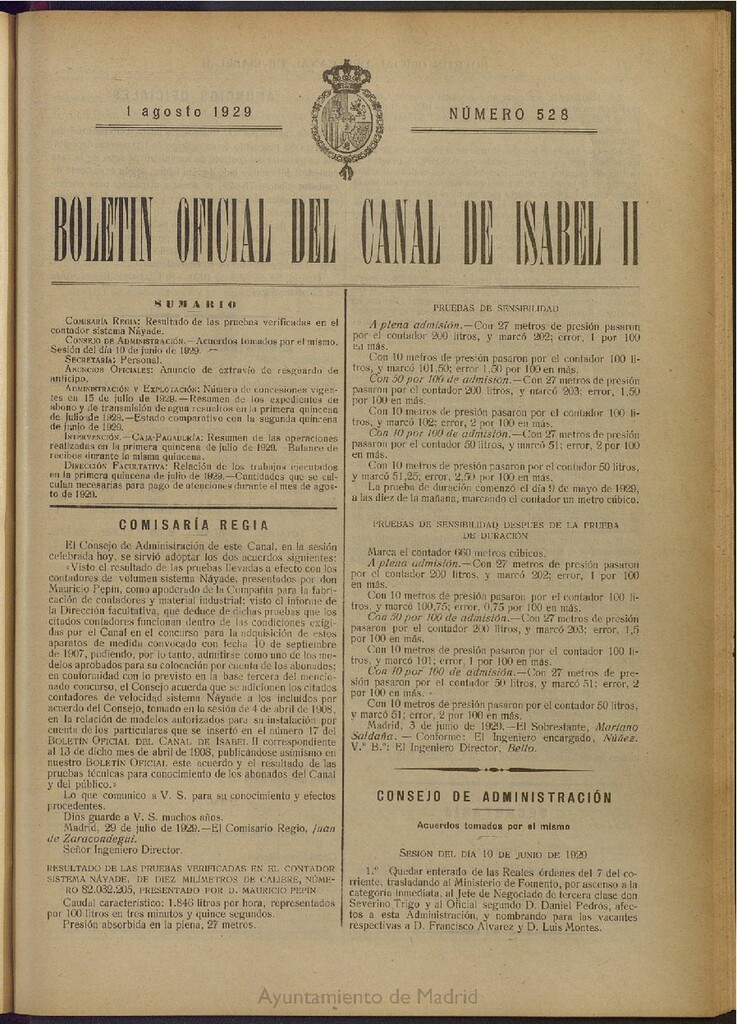 1 agosto 1929
NÚMERO 528
BOLETIN OFICIAL DEL CANAL DE ISABEL II
SUMARIO
COMISARÍA REGIA: Resultado de las pruebas verificadas en el
contador sistema Náyade.
CONSEJO DE ADMINISTRACIÓN.—Acuerdos tomados por el mismo.
Sesión del día 10 de junio de 1929.
SECRETARÍA: Personal.
ANUNCIOS OFICIALES: Anuncio de extravío de resguardo de
anticipo.
ADMINISTRACIÓN Y EXPLOTACIÓN: Número de concesiones vigen-
tes en 15 de julio de 1929.—Resumen de los expedientes de
abono y de transmisión de agua resueltos en la primera quincena
de julio de 1929.—Estado comparativo con la segunda quincena
de junio de 1929.
INTERVENCIÓN.—CAJA-PAGADURÍA: Resumen de las operaciones
realizadas en la primera quincena de julio de 1929.—Balance de
recibos durante la misma quincena.
DIRECCIÓN FACULTATIVA: Relación de los trabajos ejecutados
en la primera quincena de julio de 1929.—Cantidades que se cal-
culan necesarias para pago de atenciones durante el mes de agos-
to de 1929.
COMISARÍA REGIA
El Consejo de Administración de este Canal, en la sesión
celebrada hoy, se sirvió adoptar los dos acuerdos siguientes:
«Visto el resultado de las pruebas llevadas a efecto con los
contadores de volumen sistema Náyade, presentados por don
Mauricio Pepin, como apoderado de la Compañía para la fabri-
cación de contadores y material industrial; visto el informe de
la Dirección facultativa, que deduce de dichas pruebas que los
citados contadores funcionan dentro de las condiciones exigi-
das por el Canal en el concurso para la adquisición de estos
aparatos de medida convocado con fecha 10 de septiembre
de 1907, pudiendo, por lo tanto, admitirse como uno de los mo-
delos aprobados para su colocación por cuenta de los abonados;
en conformidad con lo previsto en la base tercera del mencio-
nado concurso, el Consejo acuerda que se adicionen los citados
contadores de velocidad sistema Náyade a los incluídos por
acuerdo del Consejo, tomado en la sesión de 4 de abril de 1908,
en la relación de modelos autorizados para su instalación por
cuenta de los particulares que se insertó en el número 17 del
BOLETÍN OFICIAL DEL CANAL DE ISABEL II correspondiente
al 13 de dicho mes de abril de 1908, publicándose asimismo en
nuestro BOLETÍN OFICIAL este acuerdo y el resultado de las
pruebas técnicas para conocimiento de los abonados del Canal
y del público.»
Lo que comunico a V. S. para su conocimiento y efectos
procedentes.
Dios guarde a V. S. muchos años.
Madrid, 29 de julio de 1929.—El Comisario Regio, Juan
de Zaracondegui.
Señor Ingeniero Director.
RESULTADO DE LAS PRUEBAS VERIFICADAS EN EL CONTADOR
SISTEMA NÁYADE, DE DIEZ MILÍMETROS DE CALIBRE, NÚME-
RO 82.032.205, PRESENTADO POR D. MAURICIO PEPÍN
Caudal característico: 1.846 litros por hora, representados
por 100 litros en tres minutos y quince segundos.
Presión absorbida en la plena, 27 metros.
PRUEBAS DE SENSIBILIDAD
A plena admisión.—Con 27 metros de presión pasaron
por el contador 200 litros, y marcó 202; error, 1 por 100
en más.
Con 10 metros de presión pasaron por el contador 100 li-
tros, y marcó 101,50; error, 1,50 por 100 en más.
Con 50 por 100 de admisión.—Con 27 metros de presión
pasaron por el contador 200 litros, y marcó 203; error, 1,50
por 100 en más.
Con 10 metros de presión pasaron por el contador 100 li-
tros, y marcó 102; error, 2 por 100 en más.
Con 10 por 100 de admisión.—Con 27 metros de presión
pasaron por el contador 50 litros, y marcó 51; error, 2 por 100
en más.
Con 10 metros de presión pasaron por el contador 50 litros,
y marcó 51,25; error, 2,50 por 100 en más.
La prueba de duración comenzó el día 9 de mayo de 1929,
a las diez de la mañana, marcando el contador un metro cúbico.
PRUEBAS DE SENSIBILIDAD DESPUÉS DE LA PRUEBA
DE DURACIÓN
Marca el contador 660 metros cúbicos.
A plena admisión.—Con 27 metros de presión pasaron
por el contador 200 litros, y marcó 202; error, 1 por 100
en más.
Con 10 metros de presión pasaron por el contador 100 li-
tros, y marcó 100,75; error, 0,75 por 100 en más.
Con 50 por 100 de admisión.—Con 27 metros de presión
pasaron por el contador 200 litros, y marcó 203; error, 1,5
por 100 en más.
Con 10 metros de presión pasaron por el contador 100 li-
tros, y marcó 101; error, 1 por 100 en más.
Con 10 por 100 de admisión.—Con 27 metros de presión
pasaron por el contador 50 litros, y marcó 51; error, 2
por 100 en más.
Con 10 metros de presión pasaron por el contador 50 litros,
y marcó 51; error, 2 por 100 en más.
Madrid, 3 de junio de 1929.—El Sobrestante, Mariano
Saldaña.—Conforme: El Ingeniero encargado, Núñez.
V.º B.º: El Ingeniero Director, Bello.
CONSEJO DE ADMINISTRACIÓN
Acuerdos tomados por el mismo
SESIÓN DEL DÍA 10 DE JUNIO DE 1929
1.º Quedar enterado de las Reales órdenes del 7 del co-
rriente, trasladando al Ministerio de Fomento, por ascenso a la
categoría inmediata, al Jefe de Negociado de tercera clase don
Severino Trigo y al Oficial segundo D. Daniel Pedrós, afec-
tos a esta Administración, y nombrando para las vacantes
respectivas a D. Francisco Alvarez y D. Luis Montes.
Ayuntamiento de Madrid